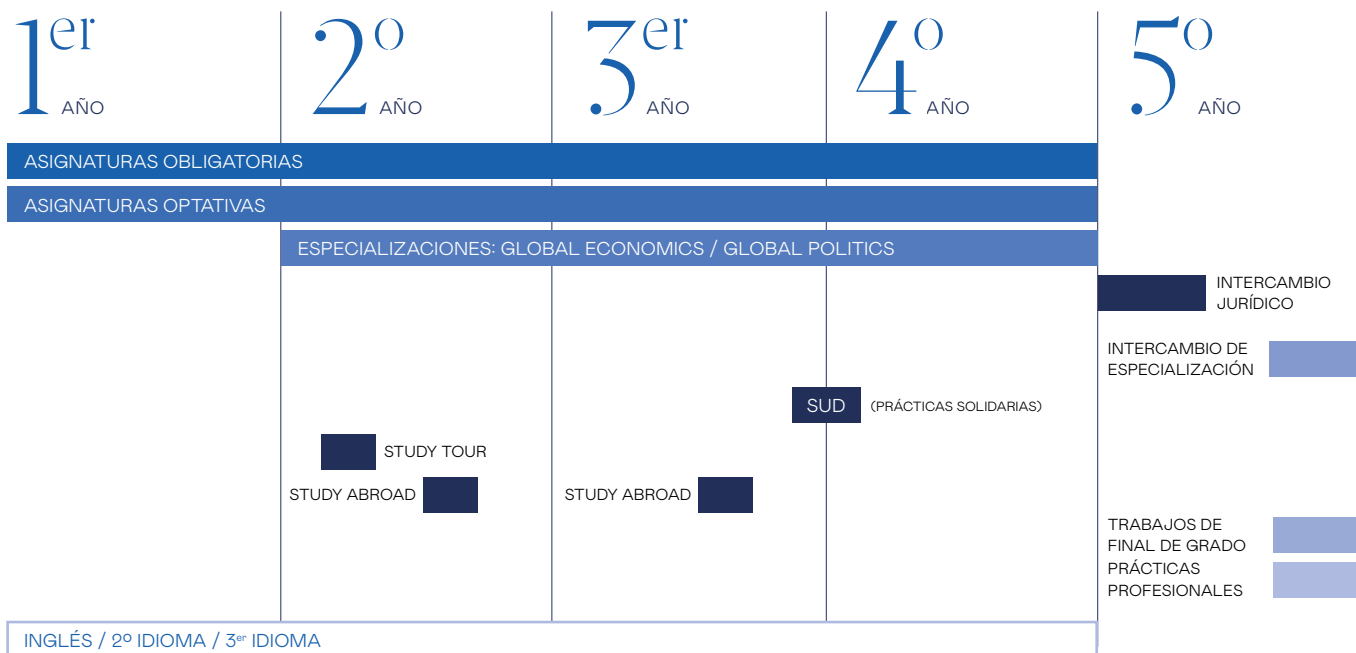 1er AÑO
2º AÑO
3er AÑO
4º AÑO
5º AÑO
ASIGNATURAS OBLIGATORIAS
ASIGNATURAS OPTATIVAS
ESPECIALIZACIONES: GLOBAL ECONOMICS / GLOBAL POLITICS
INTERCAMBIO
JURÍDICO
INTERCAMBIO DE
ESPECIALIZACIÓN
SUD (PRÁCTICAS SOLIDARIAS)
STUDY TOUR
STUDY ABROAD
STUDY ABROAD
TRABAJOS DE
FINAL DE GRADO
PRÁCTICAS
PROFESIONALES
INGLÉS / 2º IDIOMA / 3er IDIOMA